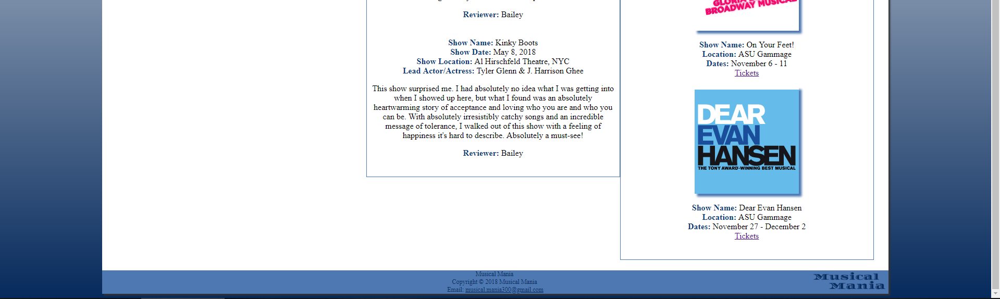 Reviewer: Bailey
Show Name: Kinky Boots
Show Date: May 8, 2018
Show Location: Al Hirschfeld Theatre, NYC
Lead Actor/Actress: Tyler Glenn & J. Harrison Ghee
This show surprised me. I had absolutely no idea what I was getting into
when I showed up here, but what I found was an absolutely
heartwarming story of acceptance and loving who you are and who you
can be. With absolutely irresistibly catchy songs and an incredible
message of tolerance, I walked out of this show with a feeling of
happiness it's hard to describe. Absolutely a must-see!
Reviewer: Bailey
GLORIA
BROADWAY MUSICAL
Show Name: On Your Feet!
Location: ASU Gammage
Dates: November 6 - 11
Tickets
DEAR
EVAN
HANSEN
THE TONY AWARD-WINNING BEST MUSICAL
Show Name: Dear Evan Hansen
Location: ASU Gammage
Dates: November 27 - December 2
Tickets
Musical Mania
Copyright © 2018 Musical Mania
Email: musical.mania300@gmail.com
Musical
Mania